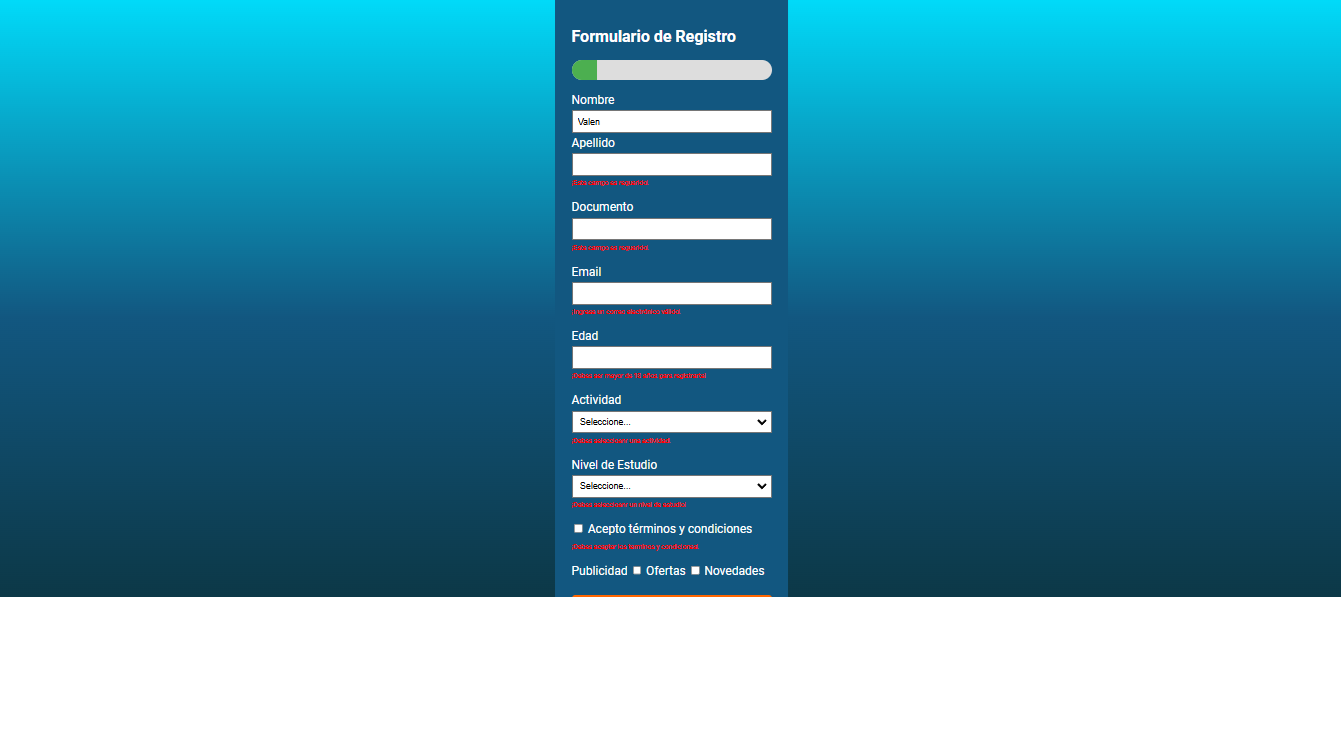 Formulario de Registro
Nombre
Valen
Apellido
¡Este campo es requerido!
Documento
¡Este campo es requerido!
Email
¡Ingrese un correo electrónico válido!
Edad
¡Debes ser mayor de 18 años para registrarte!
Actividad
Seleccione...
¡Debes seleccionar una actividad!
Nivel de Estudio
Seleccione...
¡Debes seleccionar un nivel de estudio!
Acepto términos y condiciones
¡Debes aceptar los términos y condiciones!
Publicidad Ofertas Novedades